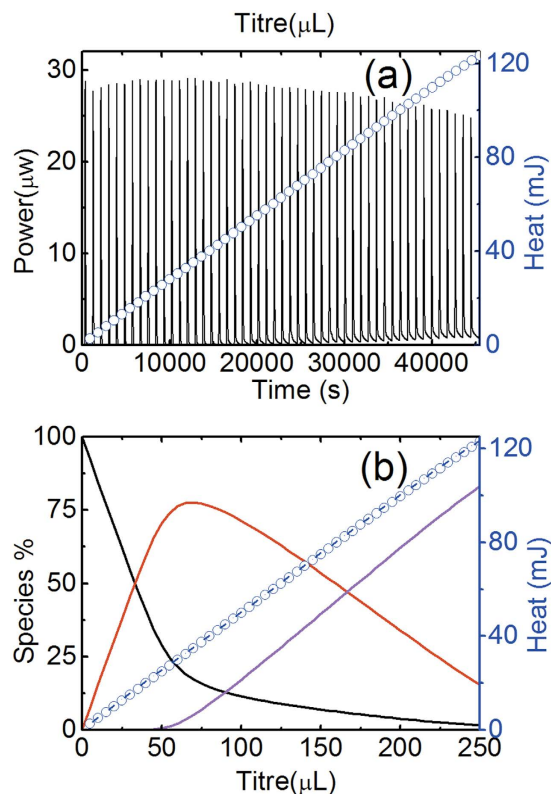 Titre(μL)
(a)
30
20
10
0
Power(μw)
120
80
40
0
Heat (mJ)
0 10000 20000 30000 40000
Time (s)
(b)
100
75
50
25
0
Species %
120
80
40
0
Heat (mJ)
0 50 100 150 200 250
Titre(μL)